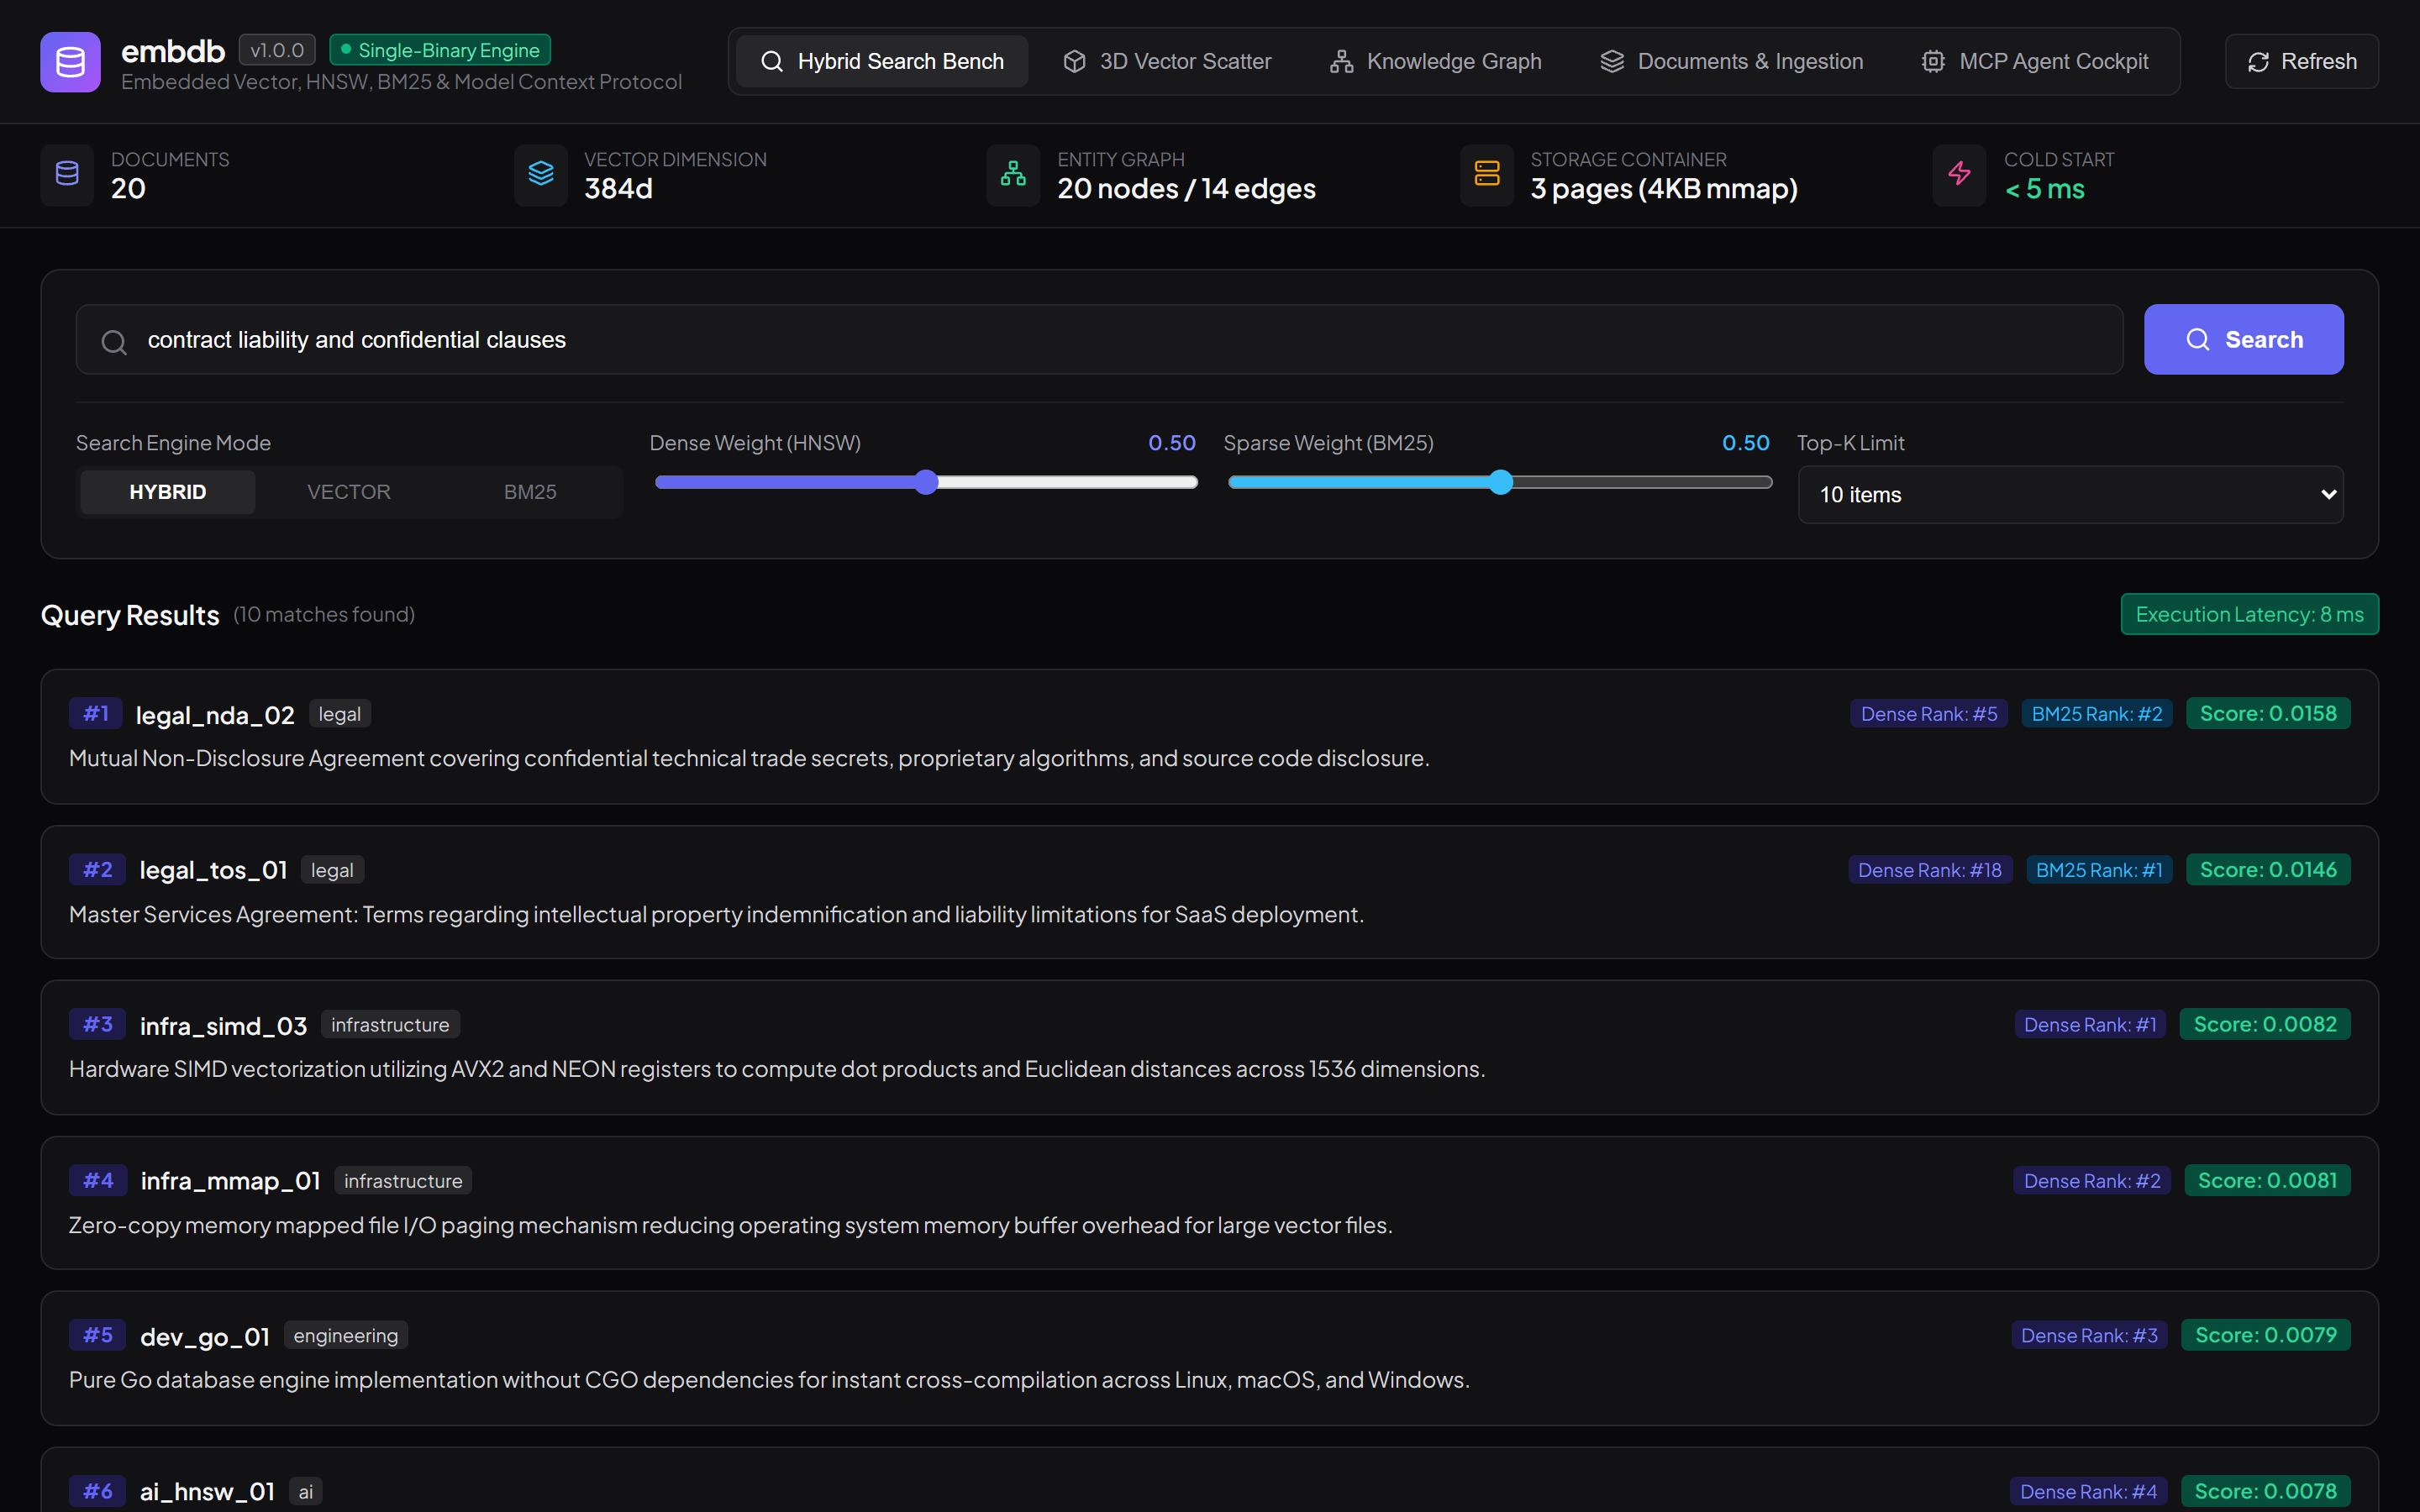 embdb v1.0.0 Single-Binary Engine
Embedded Vector, HNSW, BM25 & Model Context Protocol
Hybrid Search Bench 3D Vector Scatter Knowledge Graph Documents & Ingestion MCP Agent Cockpit Refresh
DOCUMENTS
20
VECTOR DIMENSION
384d
ENTITY GRAPH
20 nodes / 14 edges
STORAGE CONTAINER
3 pages (4KB mmap)
COLD START
< 5 ms
contract liability and confidential clauses Search
Search Engine Mode
HYBRID VECTOR BM25
Dense Weight (HNSW) 0.50
Sparse Weight (BM25) 0.50
Top-K Limit
10 items
Query Results (10 matches found) Execution Latency: 8 ms
#1 legal_nda_02 legal Dense Rank: #5 BM25 Rank: #2 Score: 0.0158
Mutual Non-Disclosure Agreement covering confidential technical trade secrets, proprietary algorithms, and source code disclosure.
#2 legal_tos_01 legal Dense Rank: #18 BM25 Rank: #1 Score: 0.0146
Master Services Agreement: Terms regarding intellectual property indemnification and liability limitations for SaaS deployment.
#3 infra_simd_03 infrastructure Dense Rank: #1 Score: 0.0082
Hardware SIMD vectorization utilizing AVX2 and NEON registers to compute dot products and Euclidean distances across 1536 dimensions.
#4 infra_mmap_01 infrastructure Dense Rank: #2 Score: 0.0081
Zero-copy memory mapped file I/O paging mechanism reducing operating system memory buffer overhead for large vector files.
#5 dev_go_01 engineering Dense Rank: #3 Score: 0.0079
Pure Go database engine implementation without CGO dependencies for instant cross-compilation across Linux, macOS, and Windows.
#6 ai_hnsw_01 ai Dense Rank: #4 Score: 0.0078